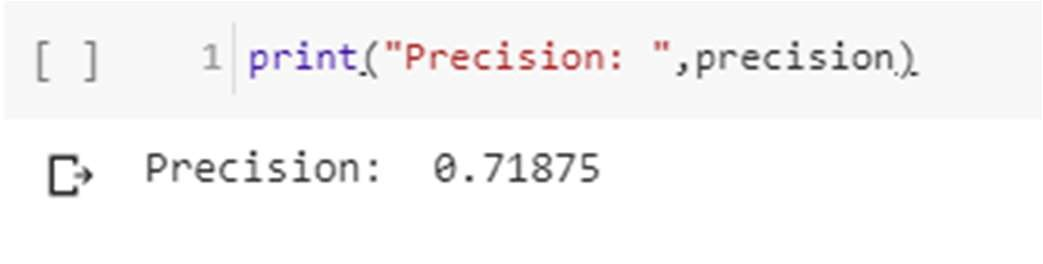 [ ] 1 print("Precision: ",precision)
Precision:  0.71875